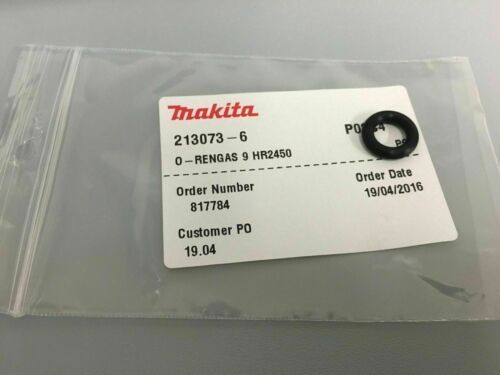 makita
213073-6
O-RENGAS 9 HR2450
Order Number
817784
Order Date
19/04/2016
Customer PO
19.04